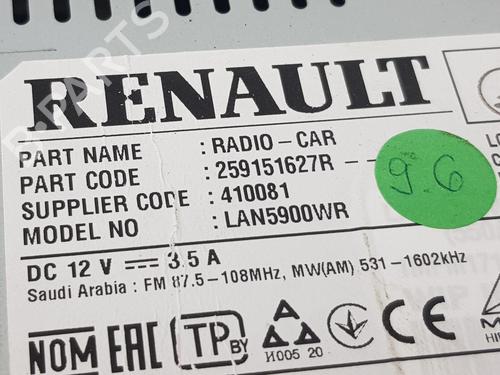 RENAULT
PART NAME : RADIO-CAR
PART CODE : 259151627R - -
SUPPLIER CODE : 410081
MODEL NO : LAN5900WR
9.6
DC 12 V ⎓ 3.5 A
Saudi Arabia : FM 87.5-108MHz, MW(AM) 531-1602kHz
NOM EAC TP BY И005 20 CE
B-PARTS